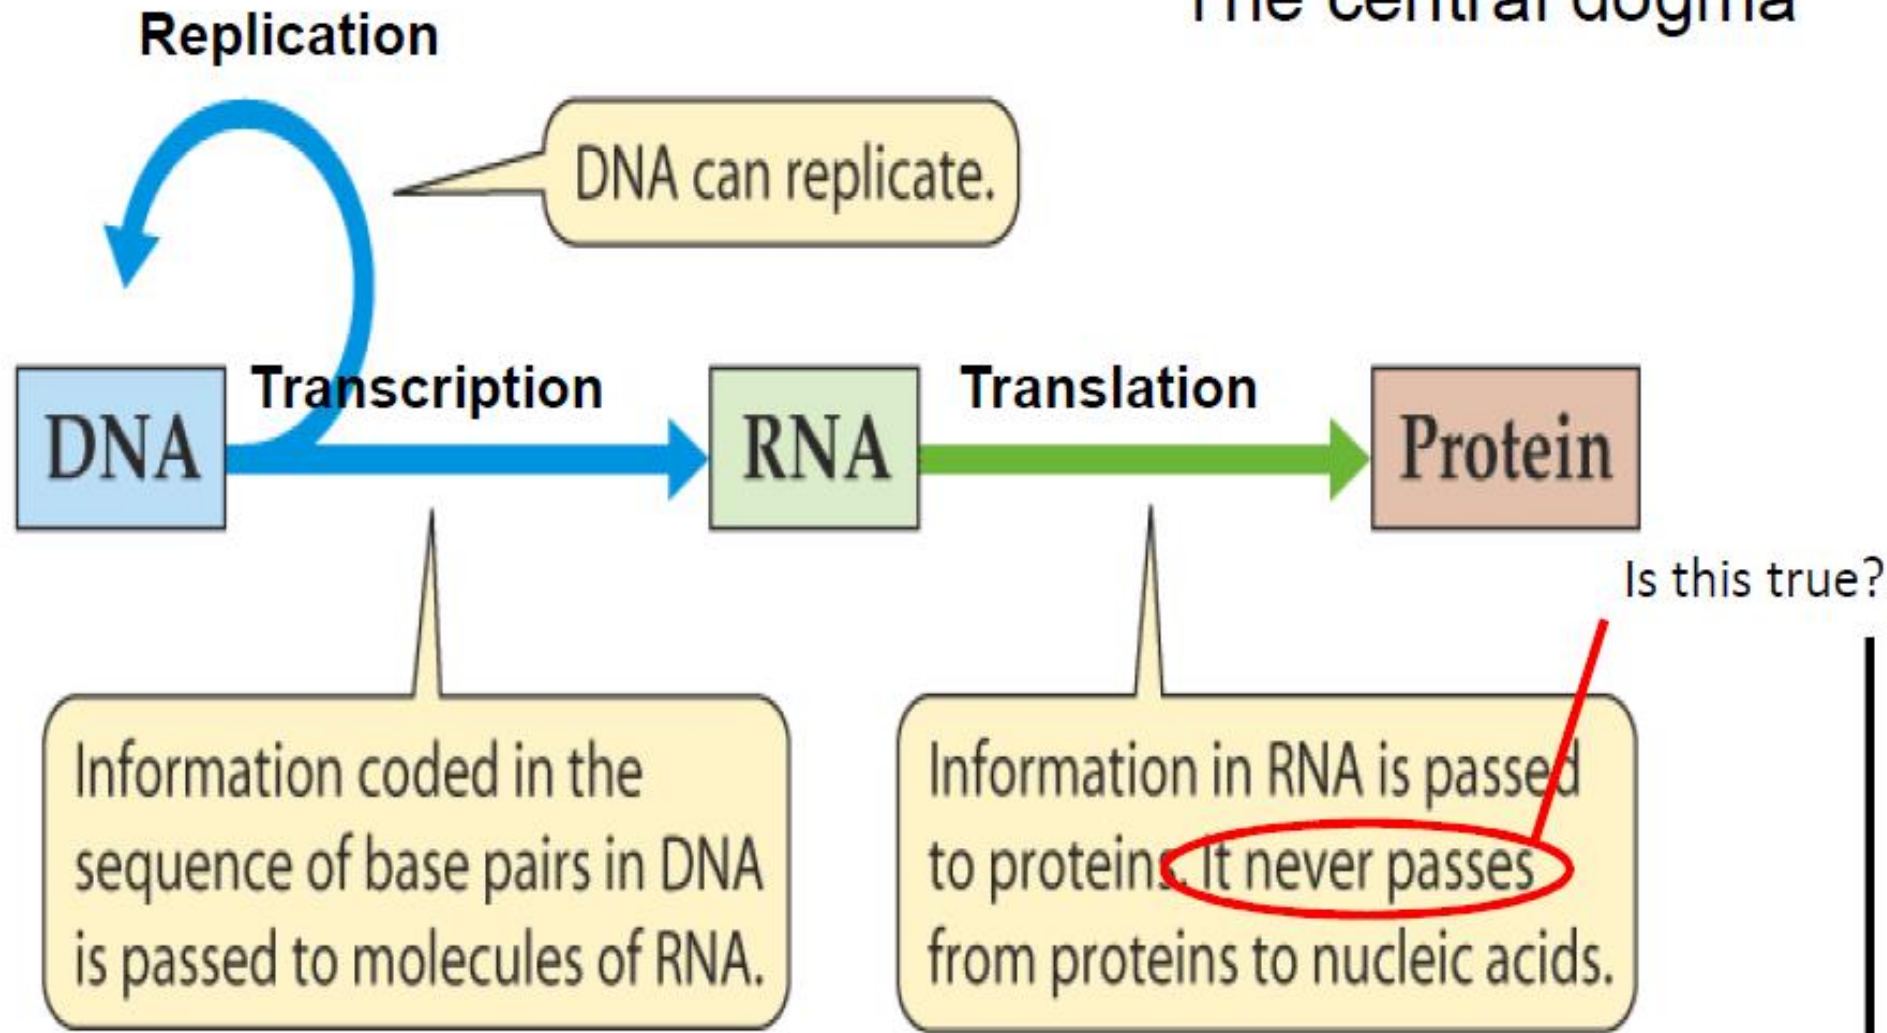 The central dogma
Replication
DNA can replicate.
DNA
Transcription
RNA
Translation
Protein
Is this true?
Information coded in the
sequence of base pairs in DNA
is passed to molecules of RNA.
Information in RNA is passed
to proteins. It never passes
from proteins to nucleic acids.